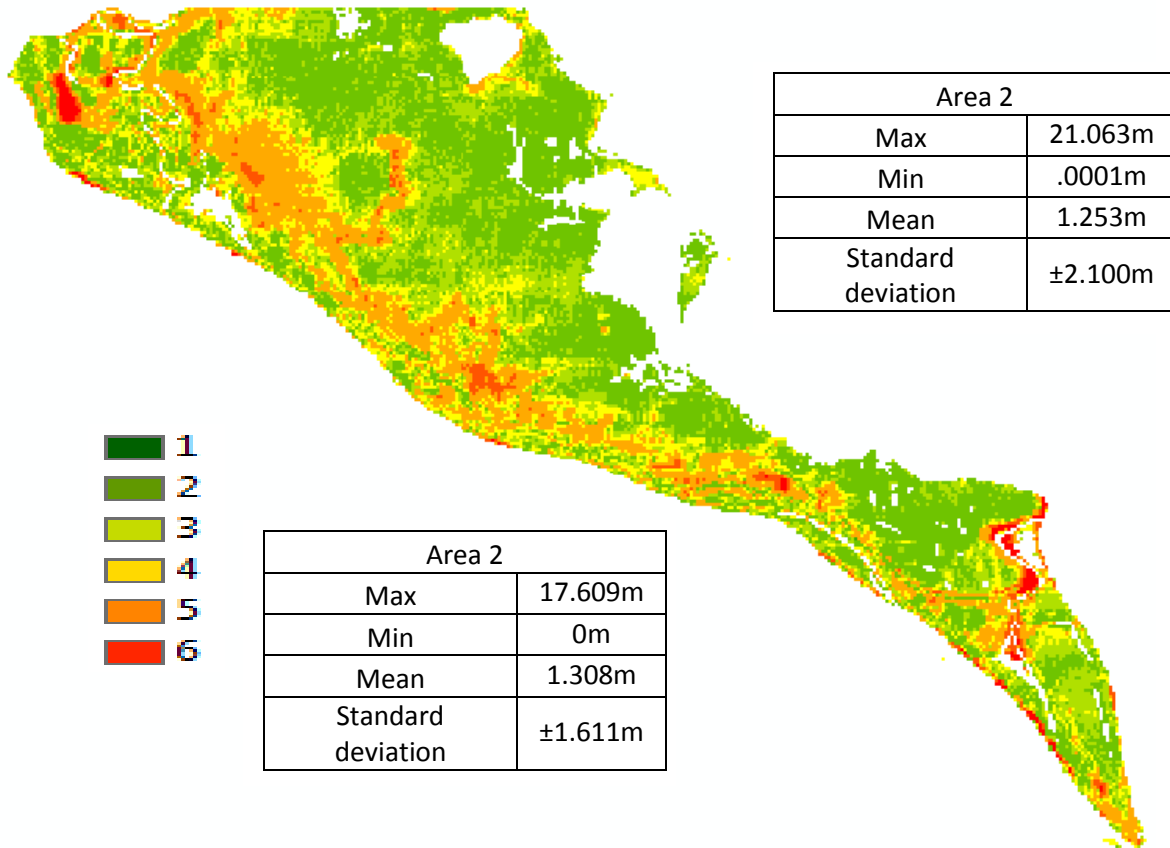 Area 2
Max 21.063m
Min .0001m
Mean 1.253m
Standard
deviation ±2.100m
1
2
3
4
5
6
Area 2
Max 17.609m
Min 0m
Mean 1.308m
Standard
deviation ±1.611m